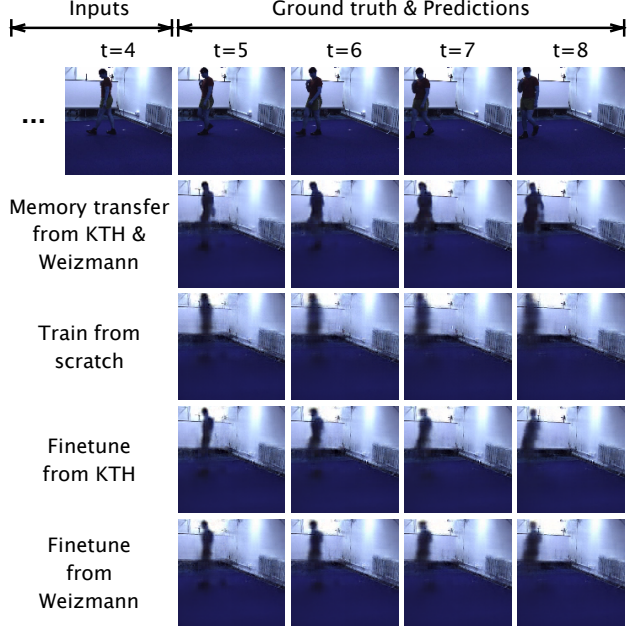 Inputs
Ground truth & Predictions
t=4
t=5
t=6
t=7
t=8
...
Memory transfer
from KTH &
Weizmann
Train from
scratch
Finetune
from KTH
Finetune
from
Weizmann